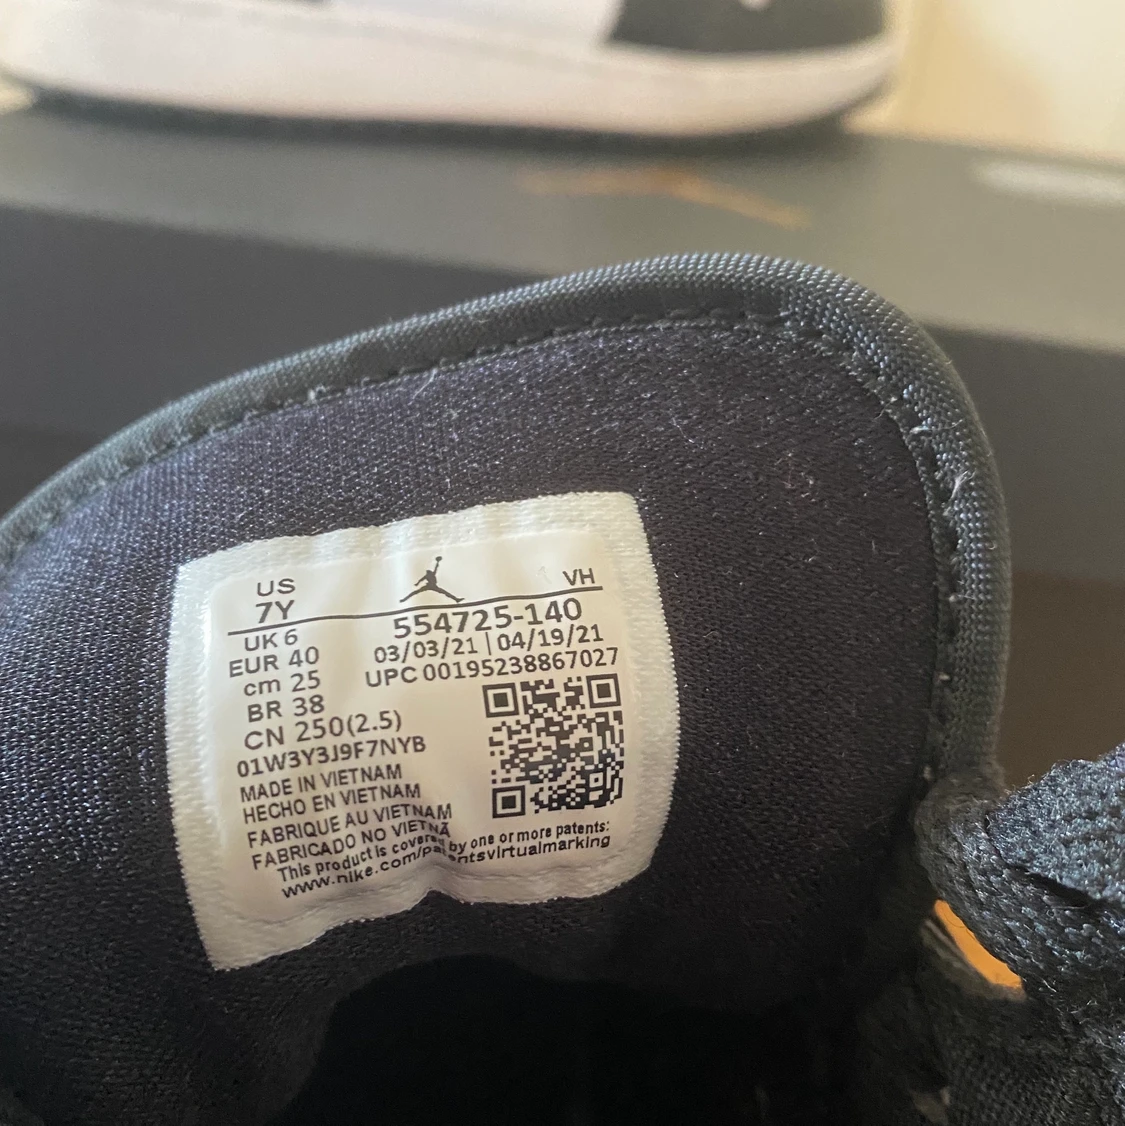 US
7Y
VH
UK 6
EUR 40
cm 25
BR 38
CN 250(2.5)
554725-140
03/03/21 | 04/19/21
UPC 00195238867027
01W3Y3J9F7NYB
MADE IN VIETNAM
HECHO EN VIETNAM
FABRIQUE AU VIETNAM
FABRICADO NO VIETNÃ
This product is covered by one or more patents:
www.nike.com/patentsvirtualmarking